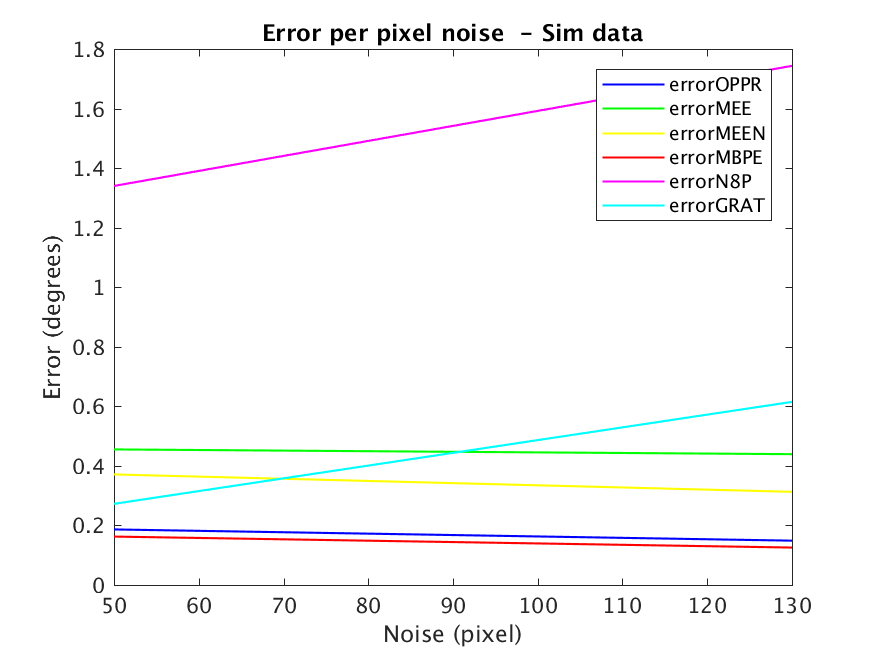 Error per pixel noise - Sim data
1.8
1.6
1.4
1.2
1
0.8
0.6
0.4
0.2
0
Error (degrees)
errorOPPR
errorMEE
errorMEEN
errorMBPE
errorN8P
errorGRAT
50 60 70 80 90 100 110 120 130
Noise (pixel)